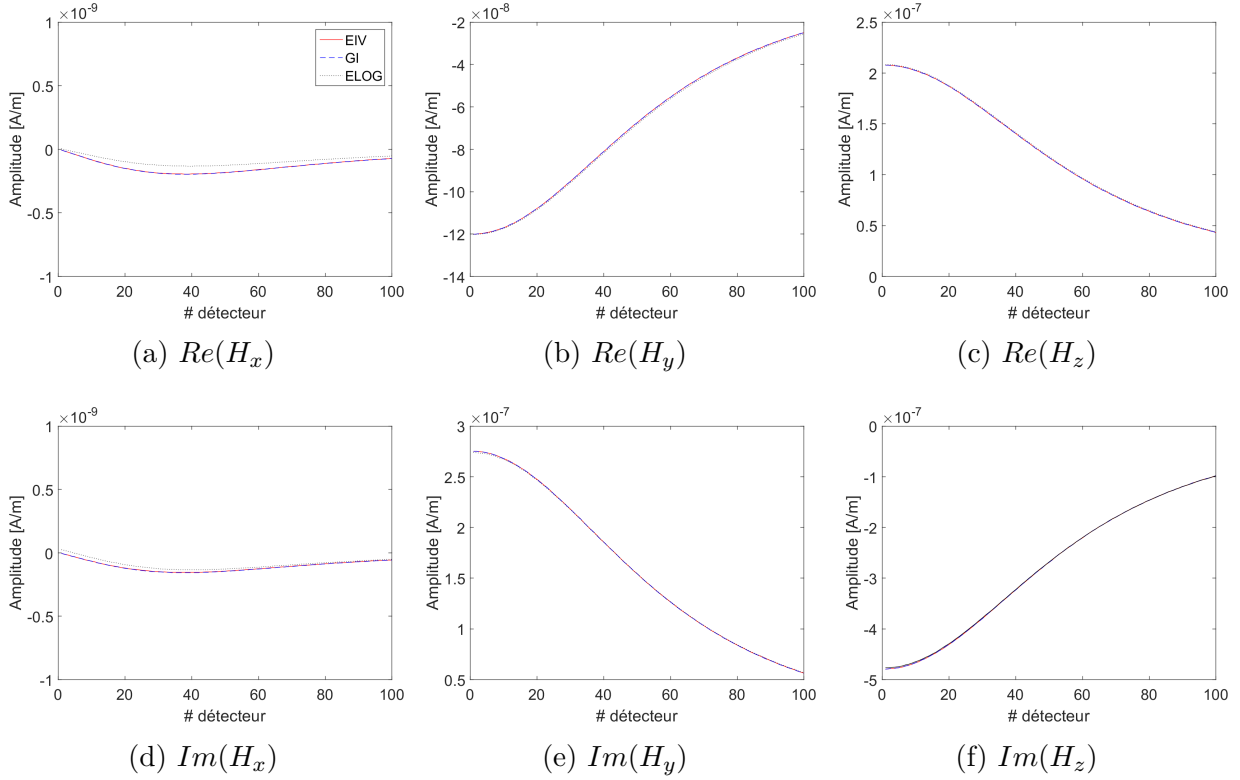 ×10-9
1
0.5
0
-0.5
-1
Amplitude [A/m]
EIV
GI
ELOG
0 20 40 60 80 100
# détecteur
(a) Re(Hx)
×10-8
-2
-4
-6
-8
-10
-12
-14
Amplitude [A/m]
0 20 40 60 80 100
# détecteur
(b) Re(Hy)
×10-7
2.5
2
1.5
1
0.5
0
Amplitude [A/m]
0 20 40 60 80 100
# détecteur
(c) Re(Hz)
×10-9
1
0.5
0
-0.5
-1
Amplitude [A/m]
0 20 40 60 80 100
# détecteur
(d) Im(Hx)
×10-7
3
2.5
2
1.5
1
0.5
Amplitude [A/m]
0 20 40 60 80 100
# détecteur
(e) Im(Hy)
×10-7
0
-1
-2
-3
-4
-5
Amplitude [A/m]
0 20 40 60 80 100
# détecteur
(f) Im(Hz)